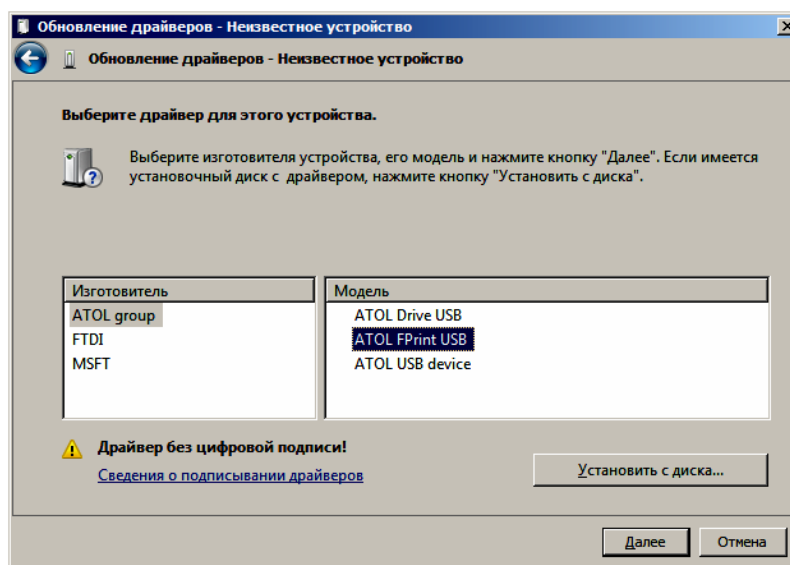 Обновление драйверов - Неизвестное устройство
Обновление драйверов - Неизвестное устройство
Выберите драйвер для этого устройства.
Выберите изготовителя устройства, его модель и нажмите кнопку "Далее". Если имеется
установочный диск с драйвером, нажмите кнопку "Установить с диска".
Изготовитель
ATOL group
FTDI
MSFT
Модель
ATOL Drive USB
ATOL FPrint USB
ATOL USB device
Драйвер без цифровой подписи!
Сведения о подписывании драйверов
Установить с диска...
Далее
Отмена